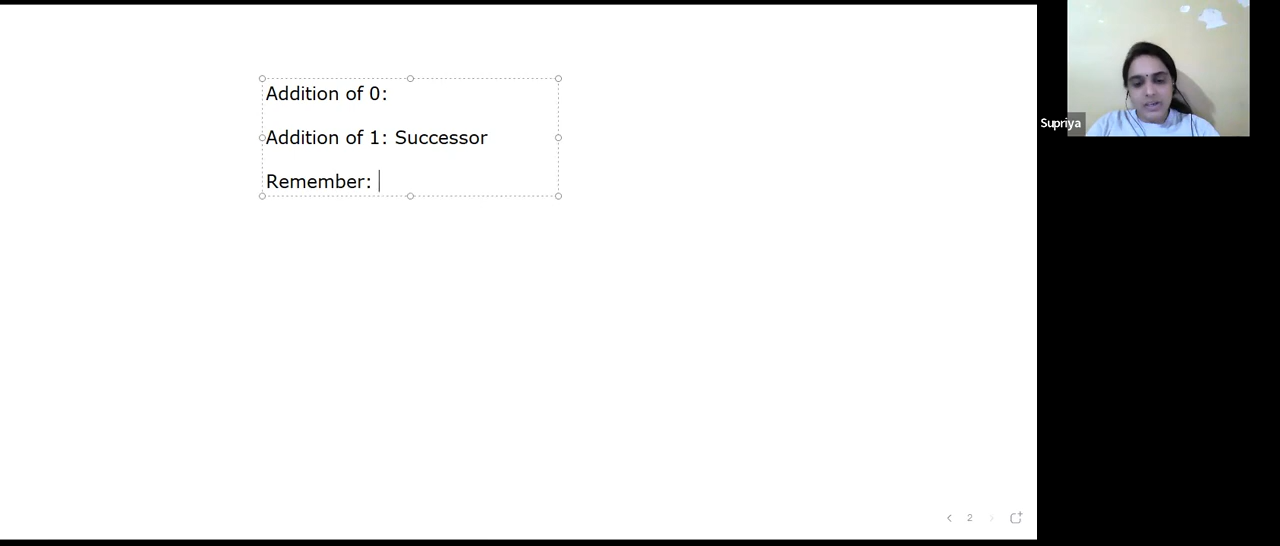 Addition of 0:
Addition of 1: Successor
Remember:
Supriya
2